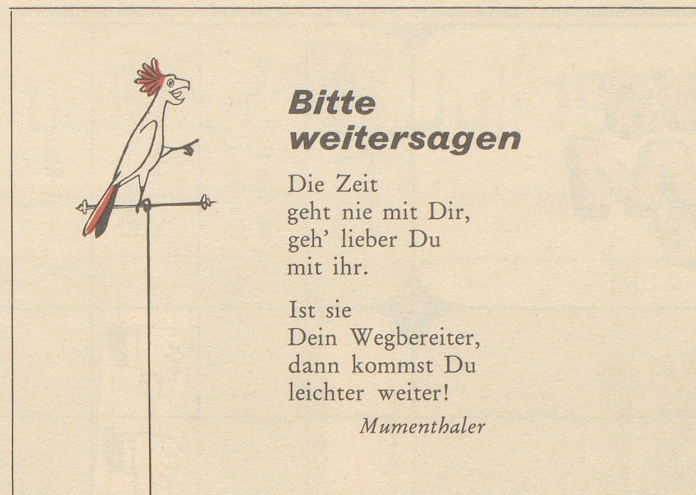 Bitte
weitersagen
Die Zeit
geht nie mit Dir,
geh’ lieber Du
mit ihr.
Ist sie
Dein Wegbereiter,
dann kommst Du
leichter weiter!
Mumenthaler